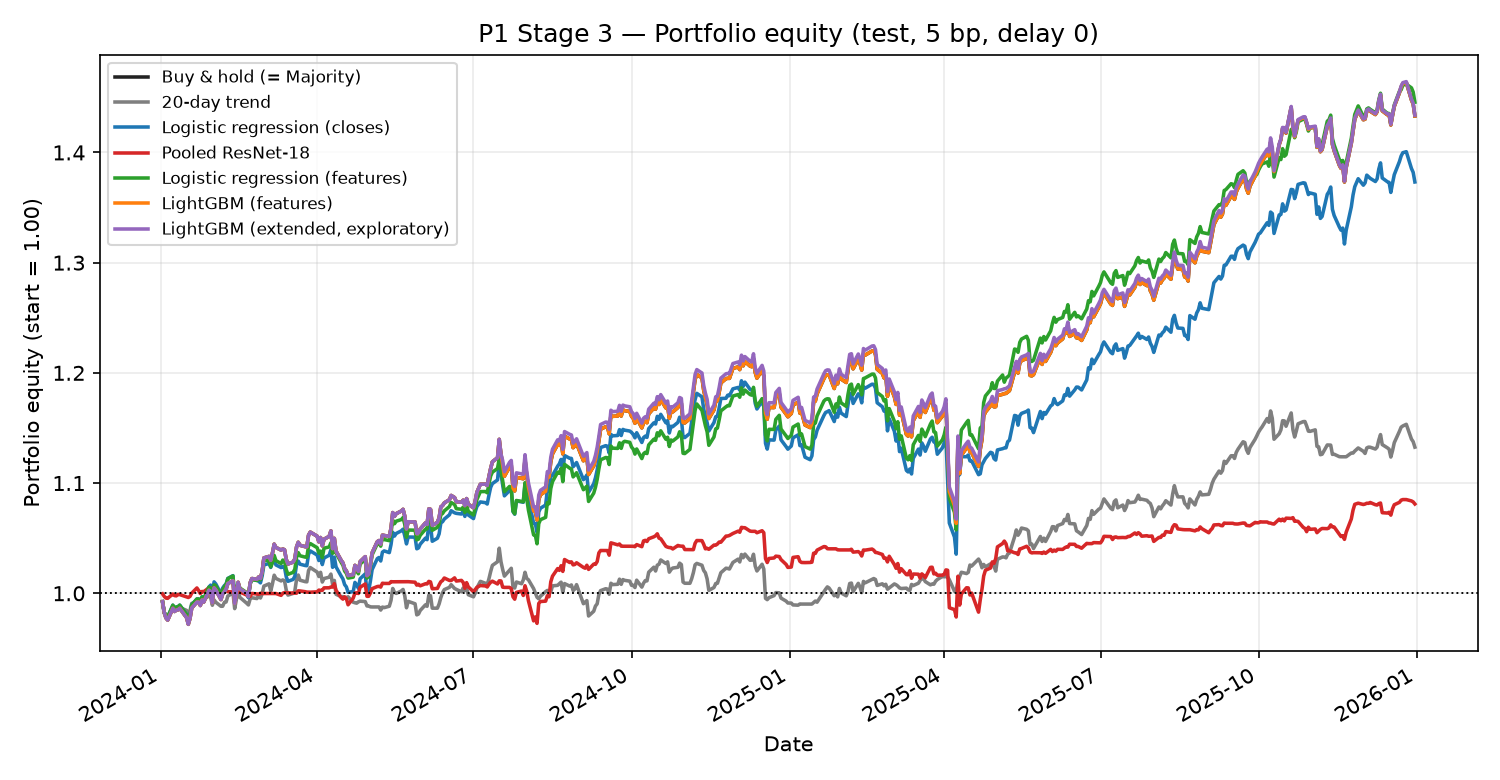 P1 Stage 3 — Portfolio equity (test, 5 bp, delay 0)
Buy & hold (= Majority)
20-day trend
Logistic regression (closes)
Pooled ResNet-18
Logistic regression (features)
LightGBM (features)
LightGBM (extended, exploratory)
Portfolio equity (start = 1.00)
1.4
1.3
1.2
1.1
1.0
2024-01
2024-04
2024-07
2024-10
2025-01
2025-04
2025-07
2025-10
2026-01
Date